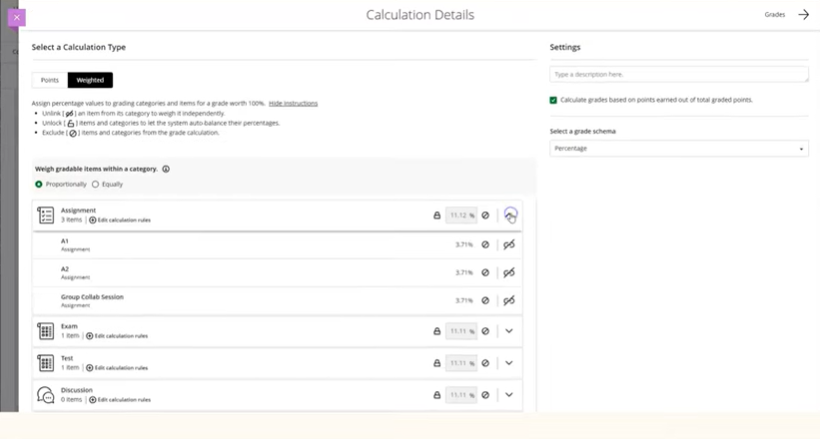 Calculation Details
Grades
Select a Calculation Type
Settings
Points
Weighted
Type a description here.
Assign percentage values to grading categories and items for a grade worth 100%. Hide instructions
Unlink [ ] an item from its category to weigh it independently.
Unlock [ ] items and categories to let the system auto-balance their percentages.
Exclude [ ] items and categories from the grade calculation.
Calculate grades based on points earned out of total graded points.
Select a grade schema
Percentage
Weigh gradable items within a category.
Proportionally
Equally
Assignment
3 items | Edit calculation rules
11.12 %
A1
Assignment
3.71%
A2
Assignment
3.71%
Group Collab Session
Assignment
3.71%
Exam
1 item | Edit calculation rules
11.11 %
Test
1 item | Edit calculation rules
11.11 %
Discussion
0 items | Edit calculation rules
11.11 %